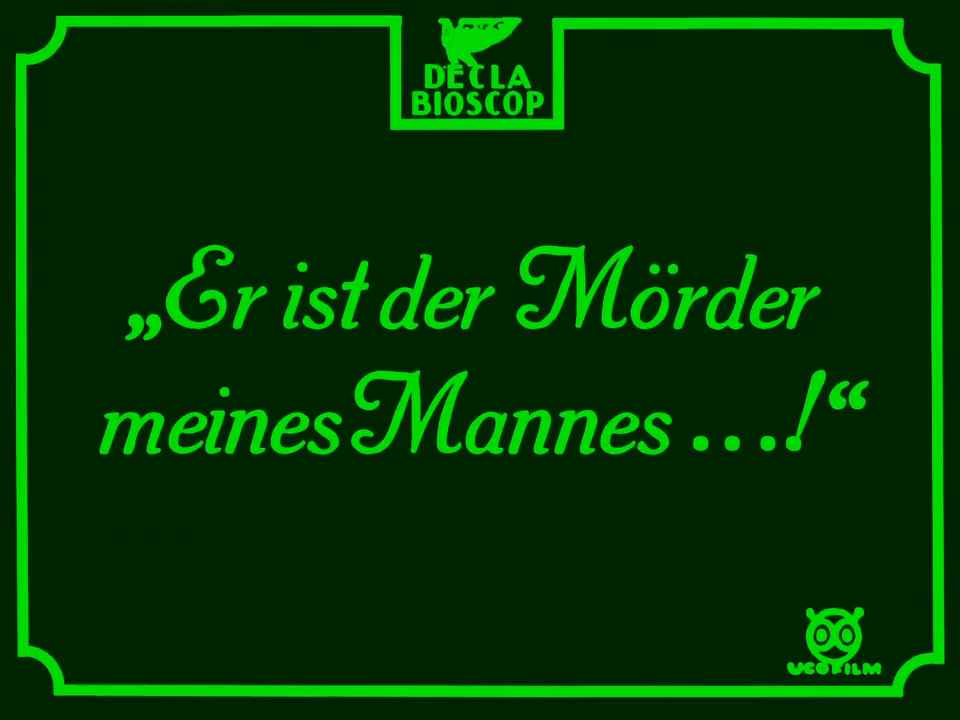 DECLA
BIOSCOP
„Er ist der Mörder
meines Mannes ...!“
UCOFILM